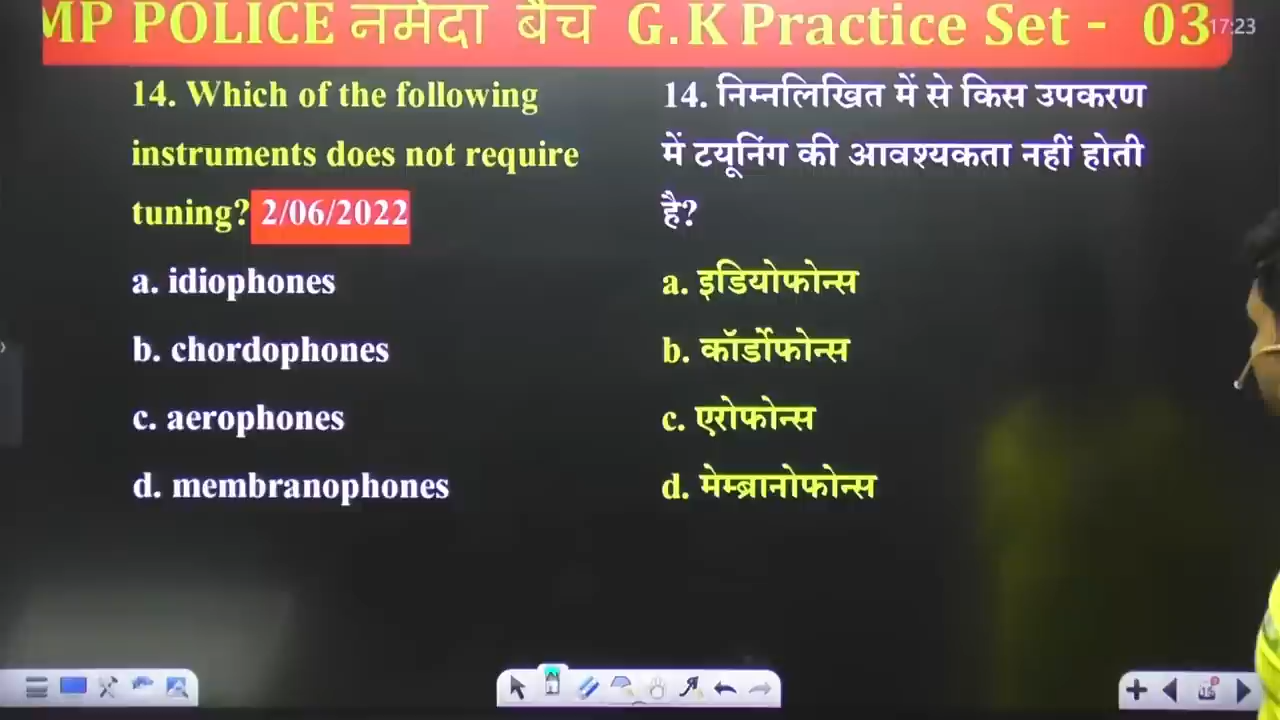 MP POLICE नर्मदा बैच G.K Practice Set - 03
17:23
14. Which of the following
instruments does not require
tuning? 2/06/2022
a. idiophones
b. chordophones
c. aerophones
d. membranophones
14. निम्नलिखित में से किस उपकरण
में टयूनिंग की आवश्यकता नहीं होती
है?
a. इडियोफोन्स
b. कॉर्डोफोन्स
c. एरोफोन्स
d. मेम्ब्रानोफोन्स